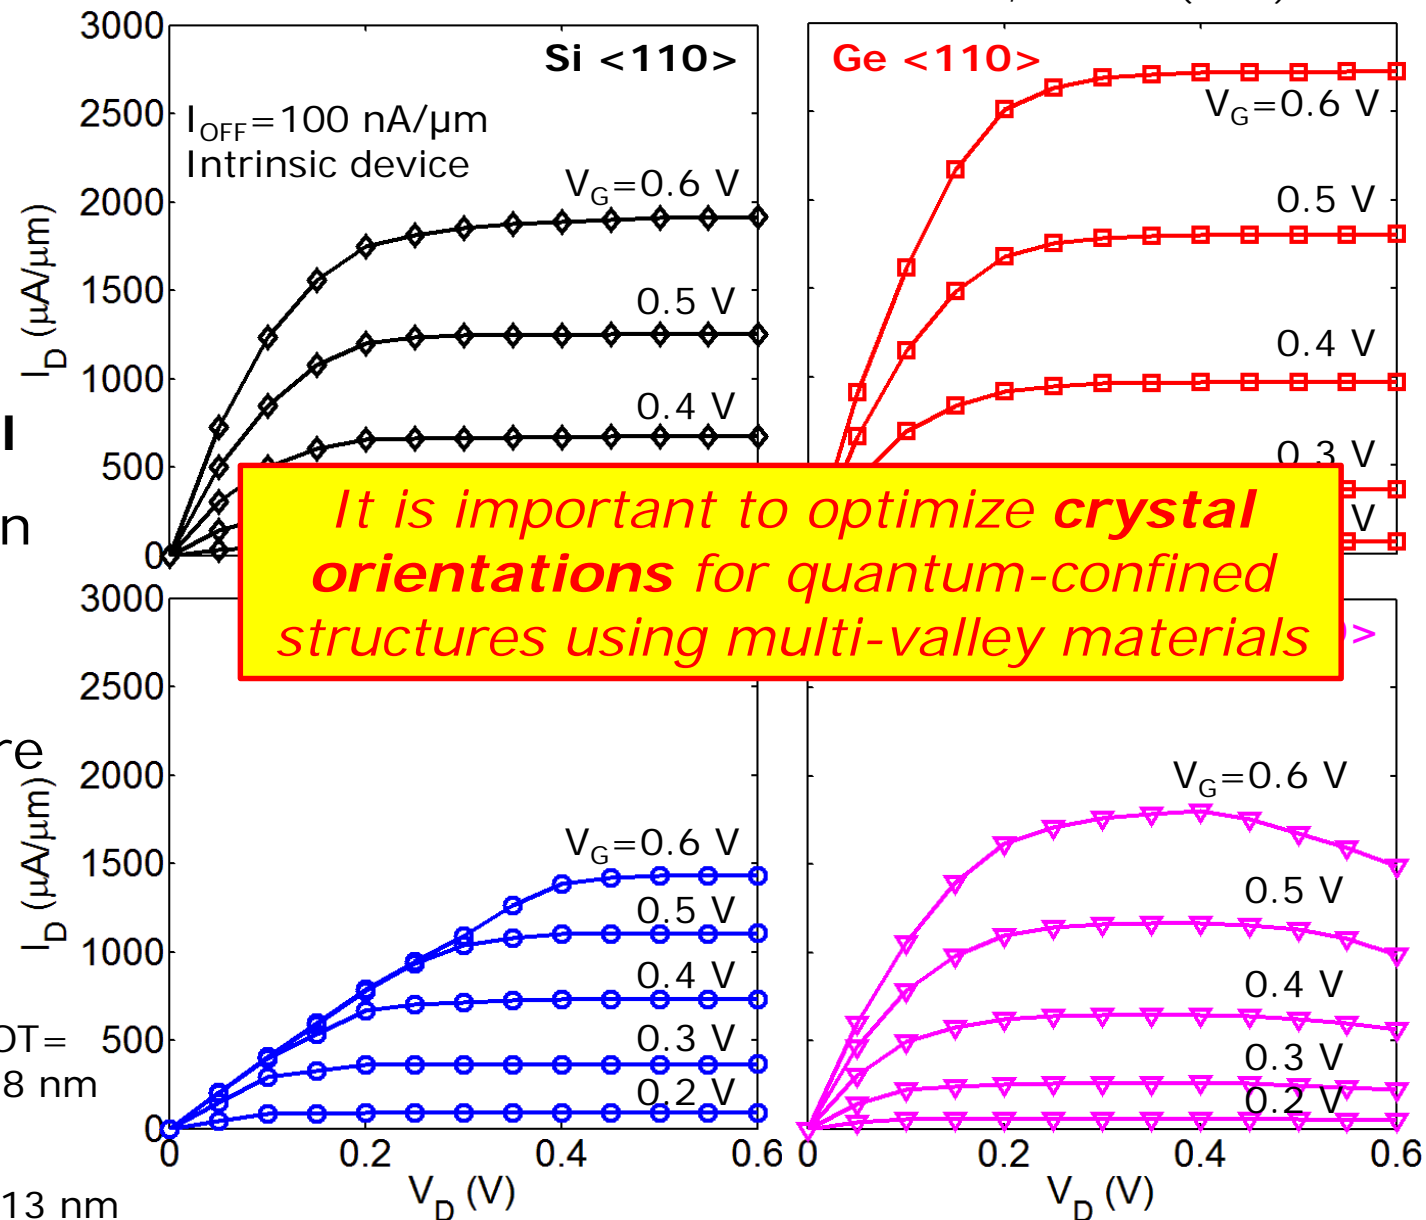 3000
2500
2000
1500
1000
500
0
I_D (µA/µm)
Si <110>
I_OFF=100 nA/µm
Intrinsic device
V_G=0.6 V
0.5 V
0.4 V
Ge <110>
V_G=0.6 V
0.5 V
0.4 V
0.3 V
V
It is important to optimize crystal
orientations for quantum-confined
structures using multi-valley materials
>
3000
2500
2000
1500
1000
500
0
I_D (µA/µm)
V_G=0.6 V
0.5 V
0.4 V
0.3 V
0.2 V
0
0.2
0.4
0.6
V_D (V)
V_G=0.6 V
0.5 V
0.4 V
0.3 V
0.2 V
0
0.2
0.4
0.6
V_D (V)
I
n
re
OT=
8 nm
13 nm